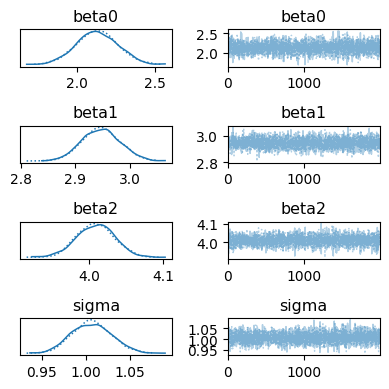 beta0 beta0
2.5
2.0
2.0 2.5 0 1000
beta1 beta1
3.0
2.8
2.8 2.9 3.0 0 1000
beta2 beta2
4.1
4.0
4.0 4.1 0 1000
sigma sigma
1.05
1.00
0.95
0.95 1.00 1.05 0 1000